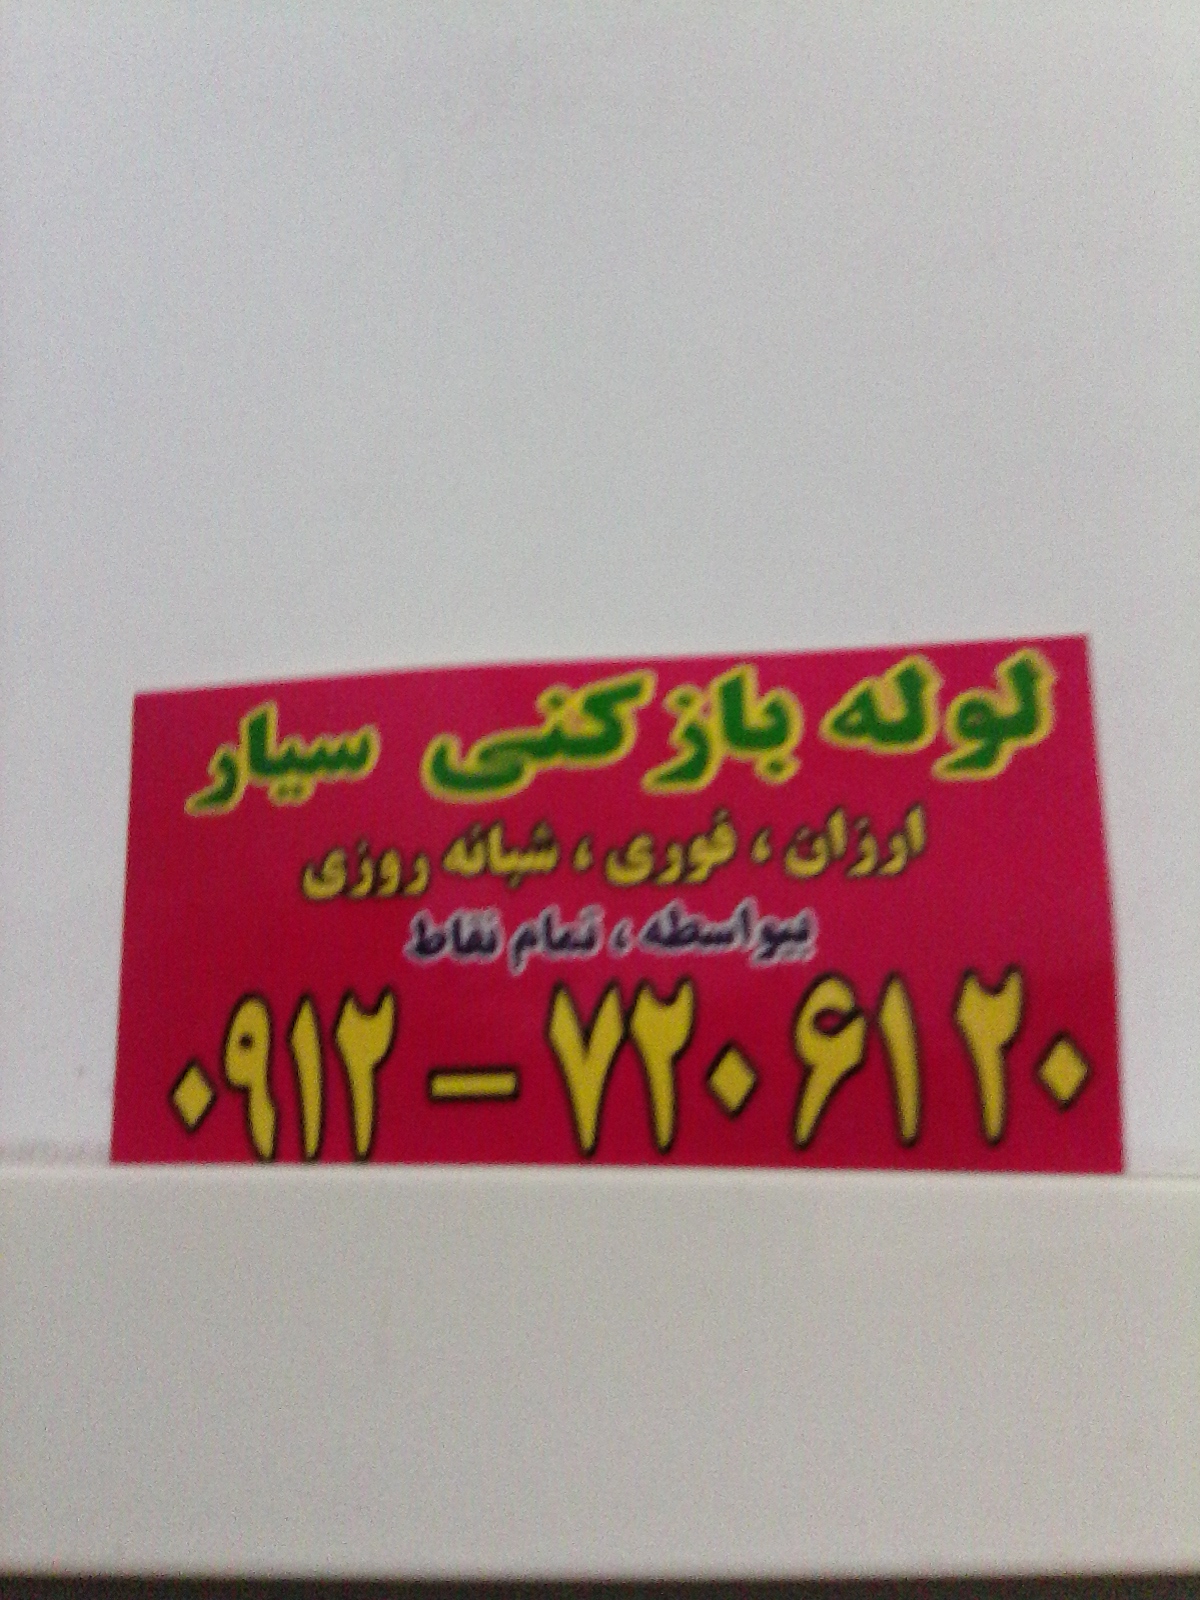 لوله بازکنی سیار
ارزان ، فوری ، شبانه روزی
بیواسطه ، تمام نقاط
۰۹۱۲ – ۷۲۰۶۱۲۰